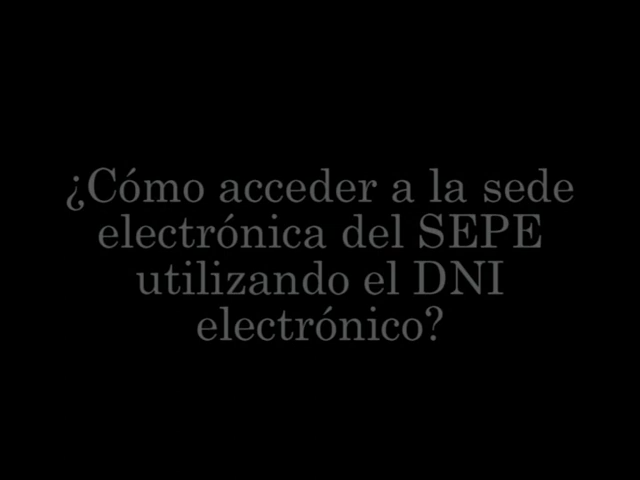 ¿Cómo acceder a la sede
electrónica del SEPE
utilizando el DNI
electrónico?